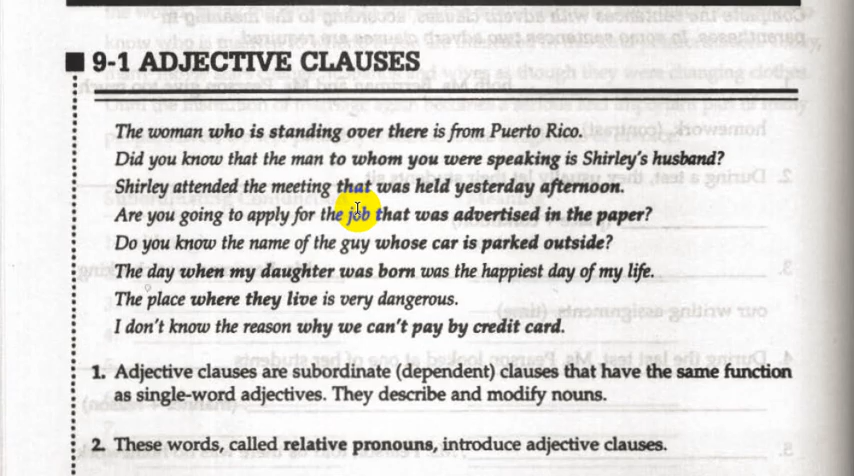 9-1 ADJECTIVE CLAUSES
The woman who is standing over there is from Puerto Rico.
Did you know that the man to whom you were speaking is Shirley's husband?
Shirley attended the meeting that was held yesterday afternoon.
Are you going to apply for the job that was advertised in the paper?
Do you know the name of the guy whose car is parked outside?
The day when my daughter was born was the happiest day of my life.
The place where they live is very dangerous.
I don't know the reason why we can't pay by credit card.
1. Adjective clauses are subordinate (dependent) clauses that have the same function
as single-word adjectives. They describe and modify nouns.
2. These words, called relative pronouns, introduce adjective clauses.